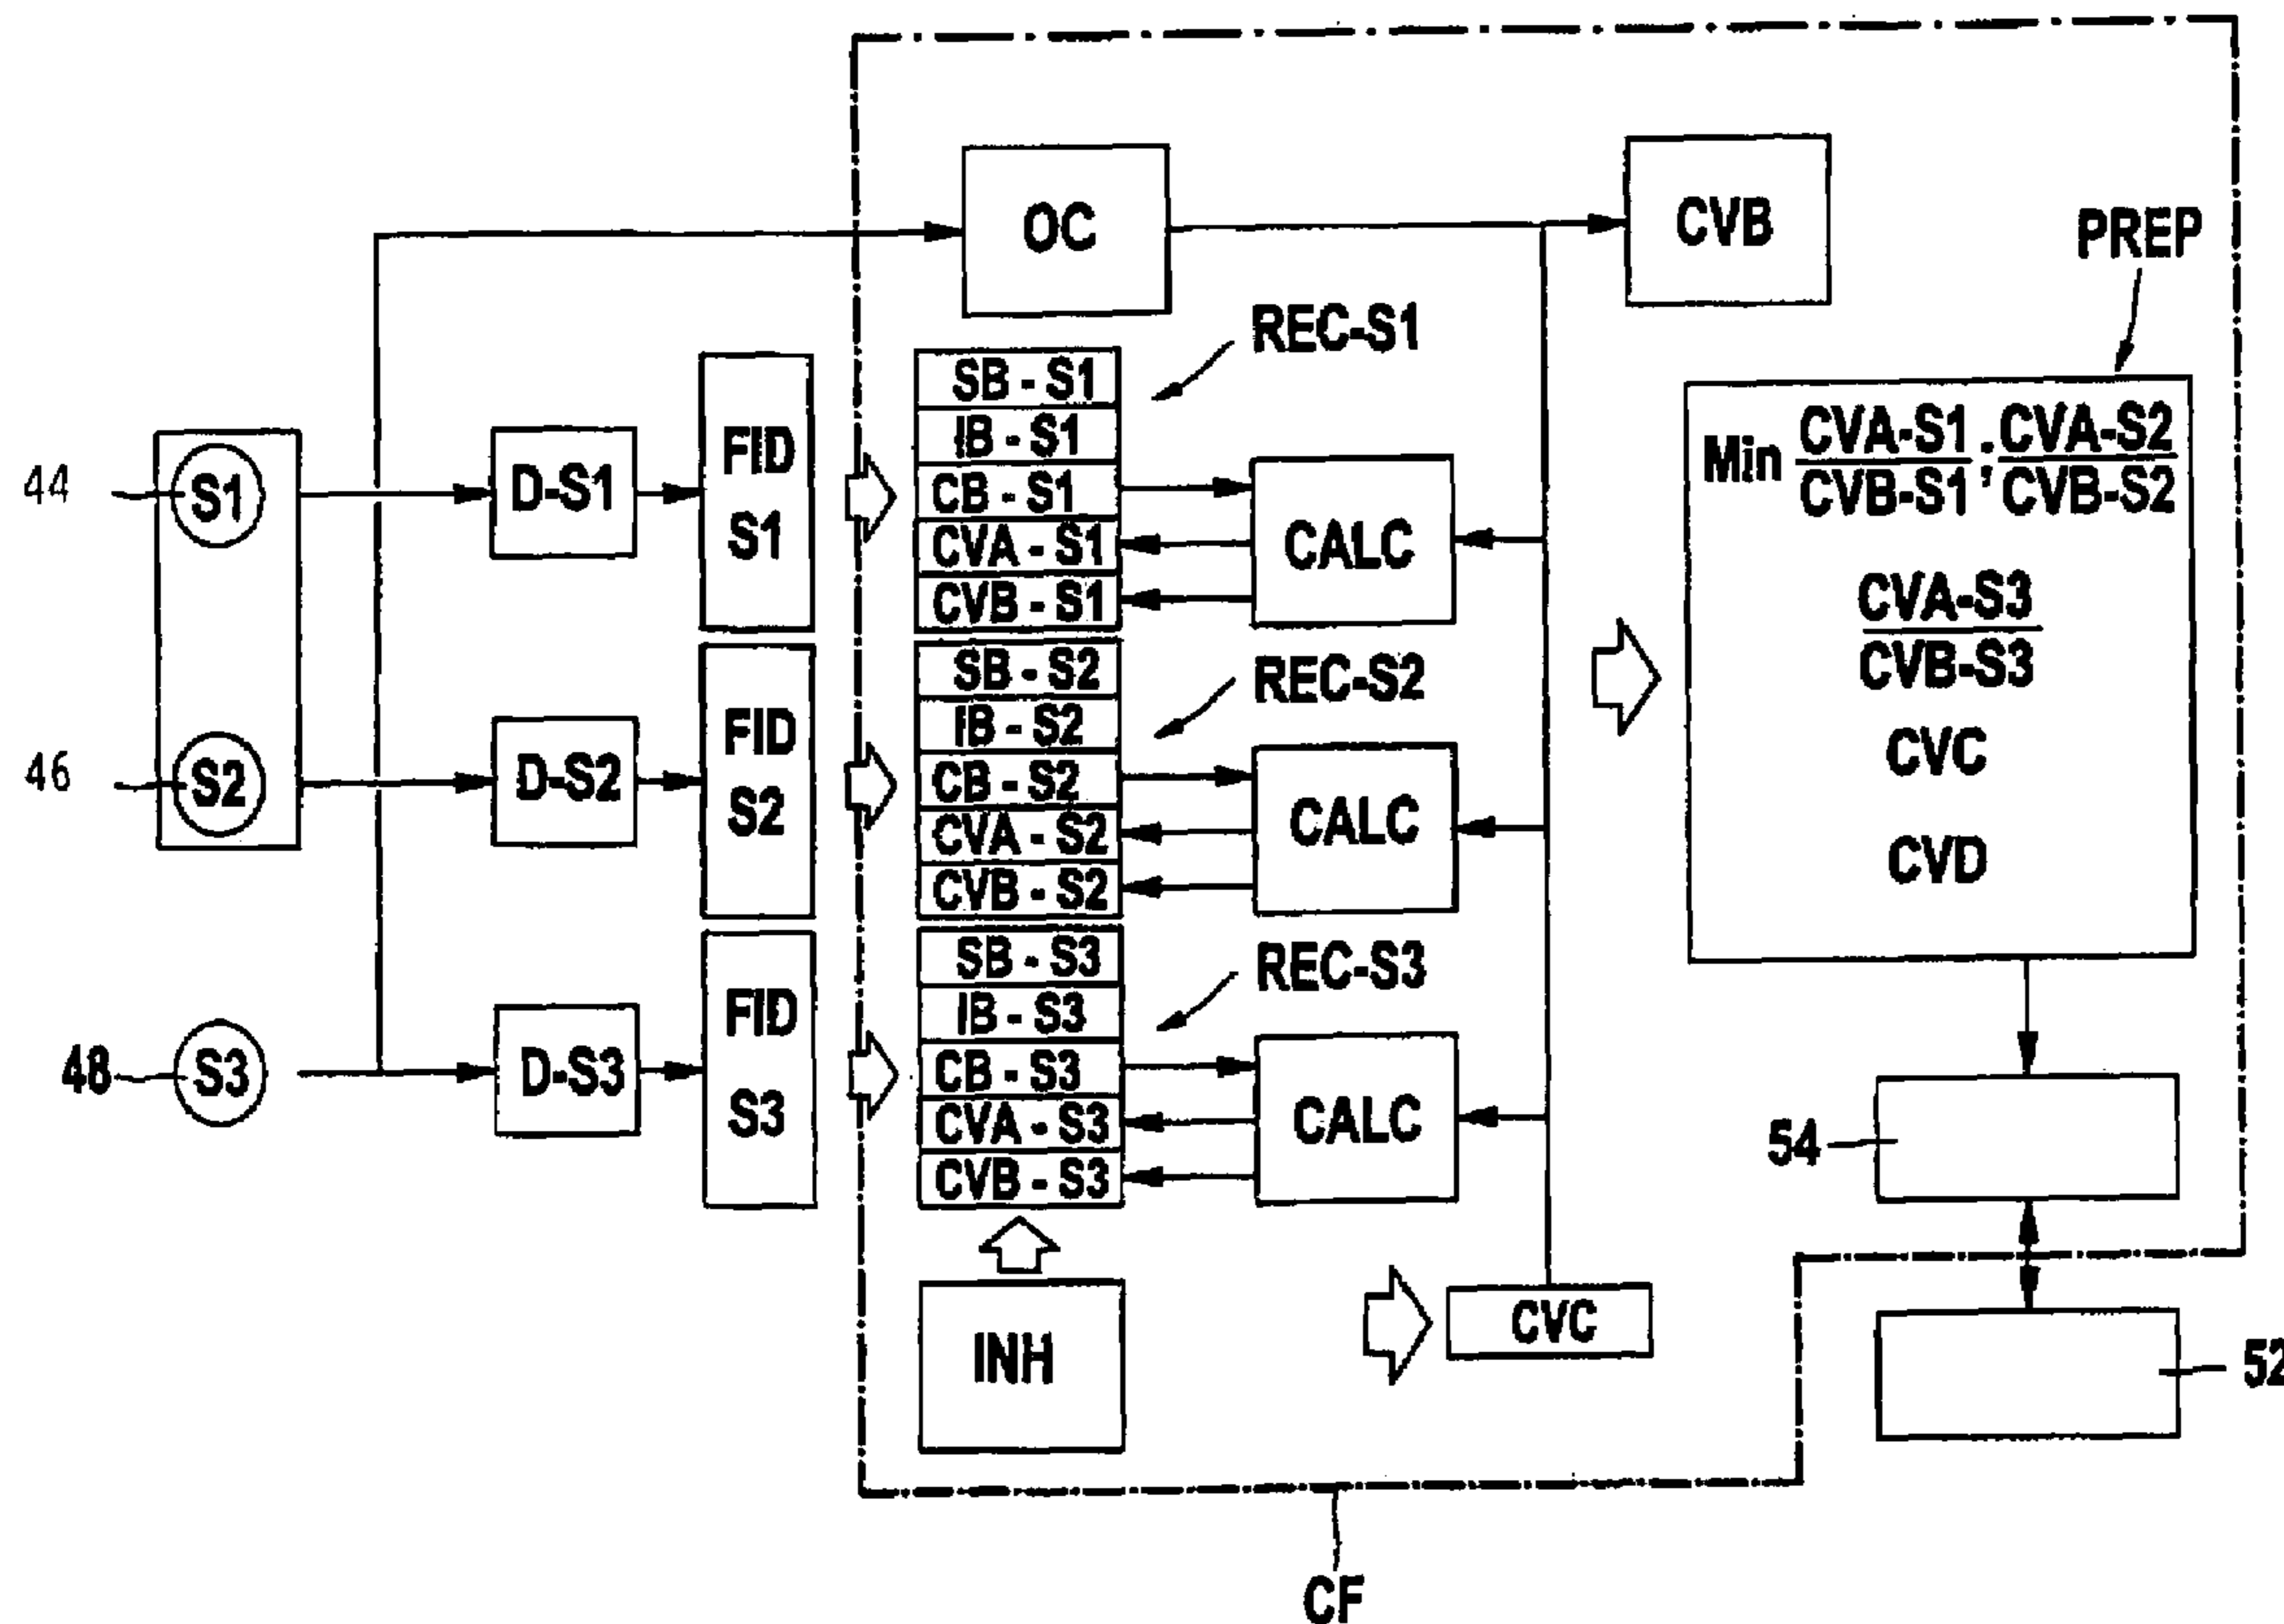 OC
CVB
PREP
REC-S1
44
S1
D-S1
FID
S1
SB - S1
IB - S1
CB - S1
CVA - S1
CVB - S1
CALC
Min CVA-S1 . CVA-S2
CVB-S1 , CVB-S2
CVA-S3
CVB-S3
CVC
CVD
REC-S2
46
S2
D-S2
FID
S2
SB - S2
IB - S2
CB - S2
CVA - S2
CVB - S2
CALC
REC-S3
48
S3
D-S3
FID
S3
SB - S3
IB - S3
CB - S3
CVA - S3
CVB - S3
CALC
54
INH
CVC
52
CF